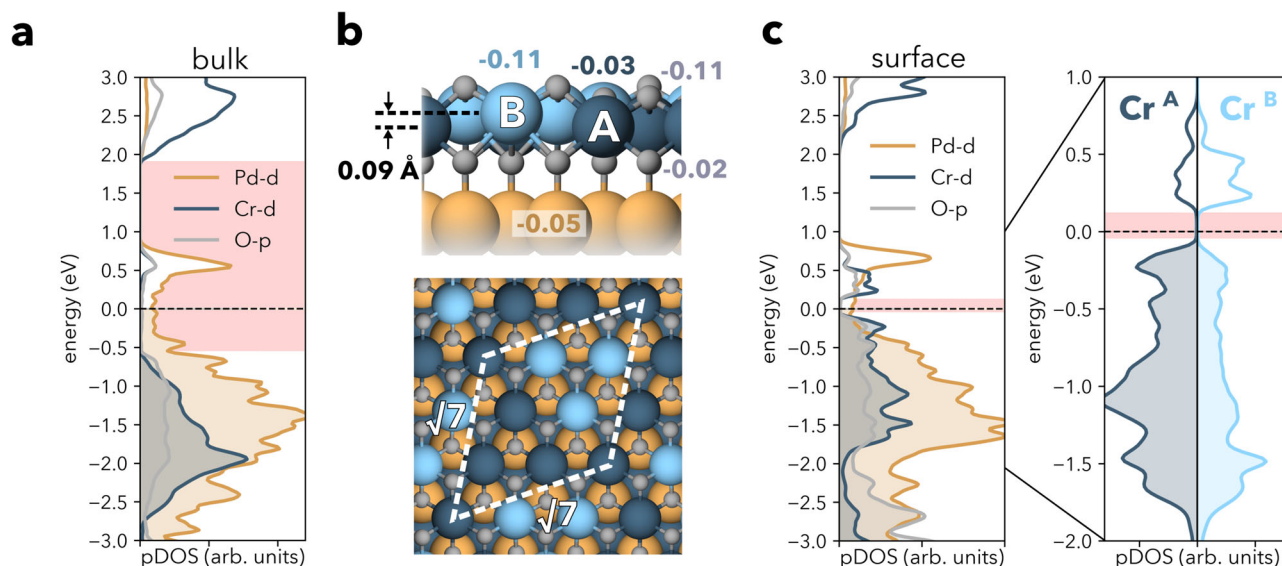 a
bulk
3.0
2.5
2.0
1.5
1.0
0.5
0.0
−0.5
−1.0
−1.5
−2.0
−2.5
−3.0
energy (eV)
Pd-d
Cr-d
O-p
pDOS (arb. units)
b
-0.11
-0.03
-0.11
B
A
0.09 Å
-0.02
-0.05
√7
√7
c
surface
3.0
2.5
2.0
1.5
1.0
0.5
0.0
−0.5
−1.0
−1.5
−2.0
−2.5
−3.0
energy (eV)
Pd-d
Cr-d
O-p
pDOS (arb. units)
1.0
0.5
0.0
−0.5
−1.0
−1.5
−2.0
energy (eV)
Cr A
Cr B
pDOS (arb. units)